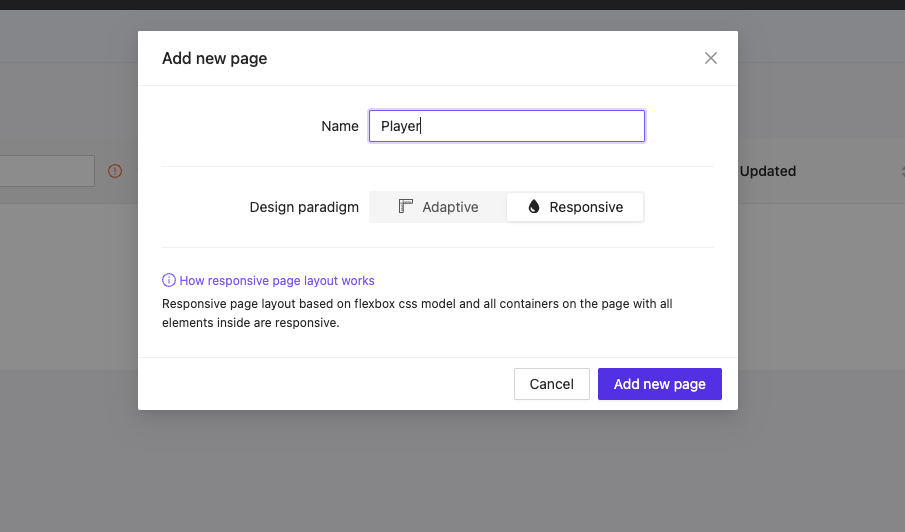 Add new page
Name Player
Updated
Design paradigm Adaptive Responsive
How responsive page layout works
Responsive page layout based on flexbox css model and all containers on the page with all
elements inside are responsive.
Cancel Add new page